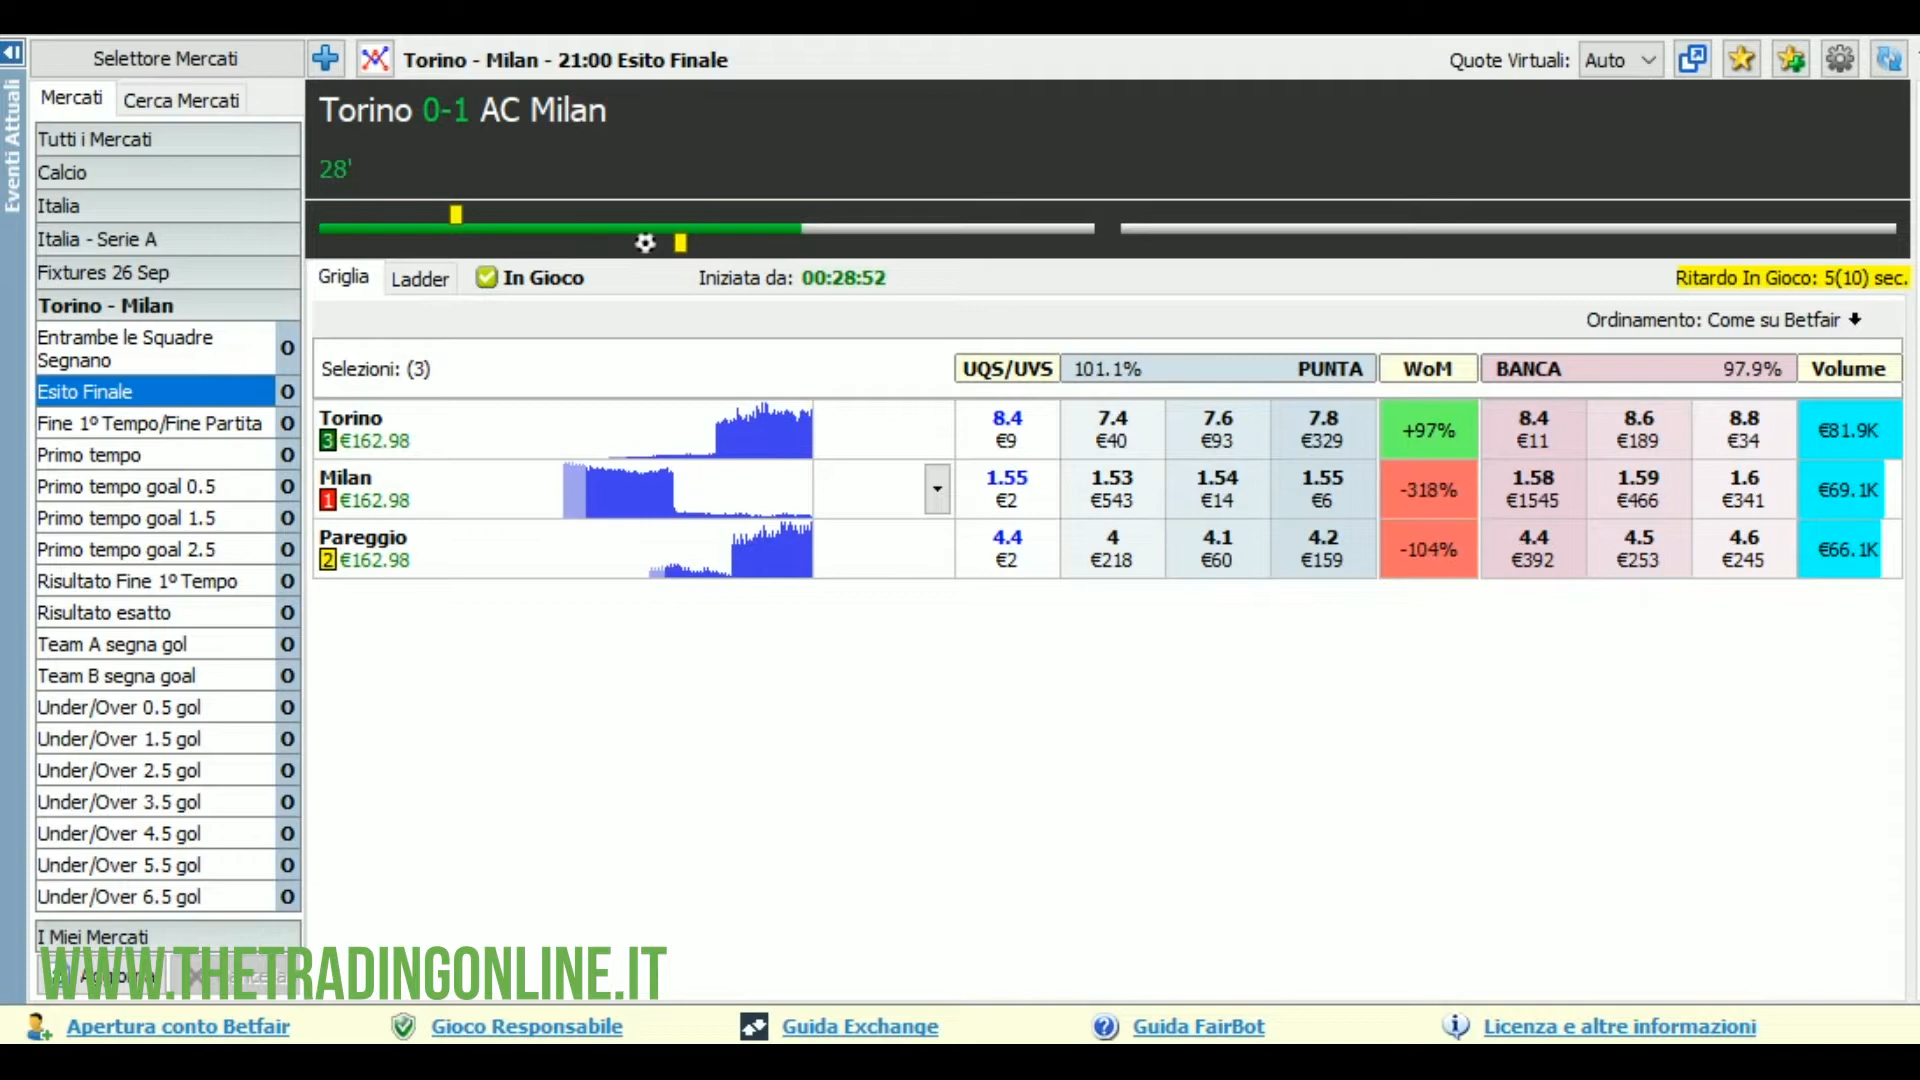 Selettore Mercati
Torino - Milan - 21:00 Esito Finale
Quote Virtuali: Auto
Eventi Attuali
Mercati Cerca Mercati
Tutti i Mercati
Calcio
Italia
Italia - Serie A
Fixtures 26 Sep
Torino - Milan
Entrambe le Squadre
Segnano 0
Esito Finale 0
Fine 1º Tempo/Fine Partita 0
Primo tempo 0
Primo tempo goal 0.5 0
Primo tempo goal 1.5 0
Primo tempo goal 2.5 0
Risultato Fine 1º Tempo 0
Risultato esatto 0
Team A segna gol 0
Team B segna goal 0
Under/Over 0.5 gol 0
Under/Over 1.5 gol 0
Under/Over 2.5 gol 0
Under/Over 3.5 gol 0
Under/Over 4.5 gol 0
Under/Over 5.5 gol 0
Under/Over 6.5 gol 0
I Miei Mercati
Torino 0-1 AC Milan
28'
Griglia Ladder In Gioco Iniziata da: 00:28:52 Ritardo In Gioco: 5(10) sec.
Ordinamento: Come su Betfair
Selezioni: (3) UQS/UVS 101.1% PUNTA WoM BANCA 97.9% Volume
Torino 8.4 7.4 7.6 7.8 +97% 8.4 8.6 8.8 €81.9K
3 €162.98 €9 €40 €93 €329 €11 €189 €34
Milan 1.55 1.53 1.54 1.55 -318% 1.58 1.59 1.6 €69.1K
1 €162.98 €2 €543 €14 €6 €1545 €466 €341
Pareggio 4.4 4 4.1 4.2 -104% 4.4 4.5 4.6 €66.1K
2 €162.98 €2 €218 €60 €159 €392 €253 €245
WWW.THETRADINGONLINE.IT
Apertura conto Betfair Gioco Responsabile Guida Exchange Guida FairBot Licenza e altre informazioni